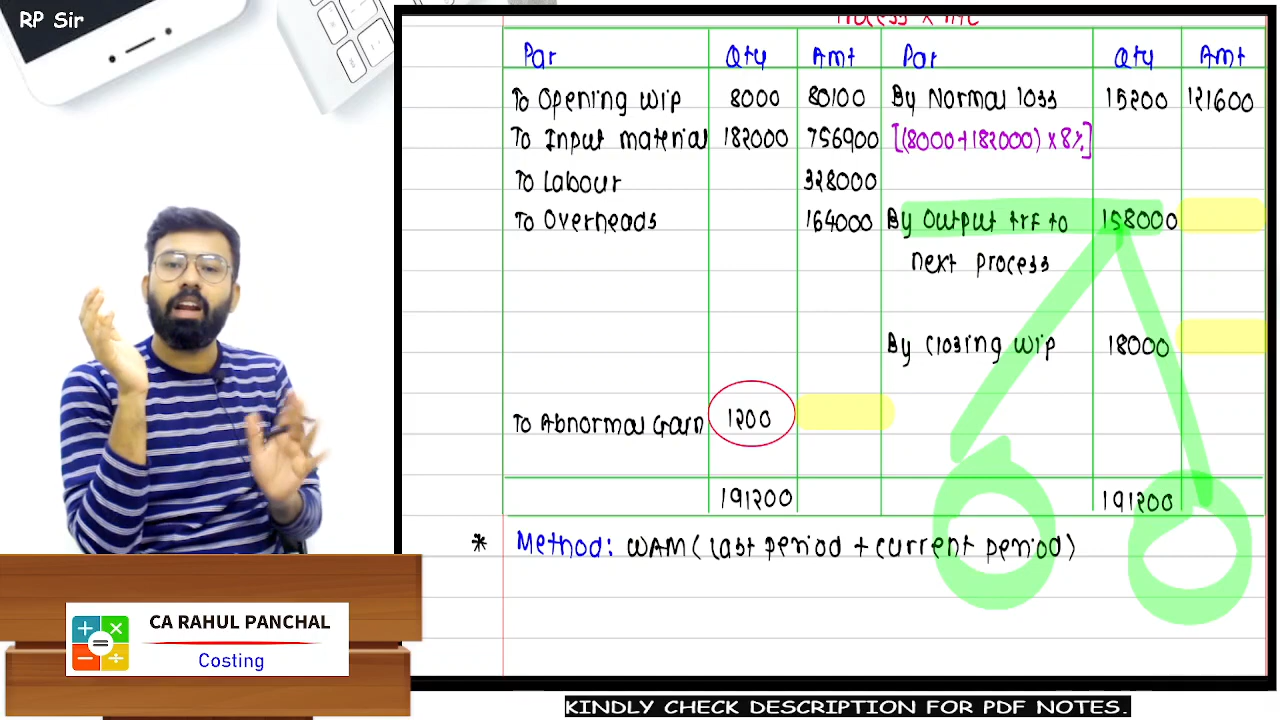 RP Sir
Process X A/c
Par Qty Amt Par Qty Amt
To Opening WIP 8000 80100 By Normal loss 15200 121600
To Input material 182000 756900 [(8000+182000) x 8%]
To Labour 328000
To Overheads 164000 By Output trf to 158000
next process
By Closing WIP 18000
To Abnormal Gain 1200
191200 191200
* Method: WAM (last period + current period)
CA RAHUL PANCHAL
Costing
KINDLY CHECK DESCRIPTION FOR PDF NOTES.